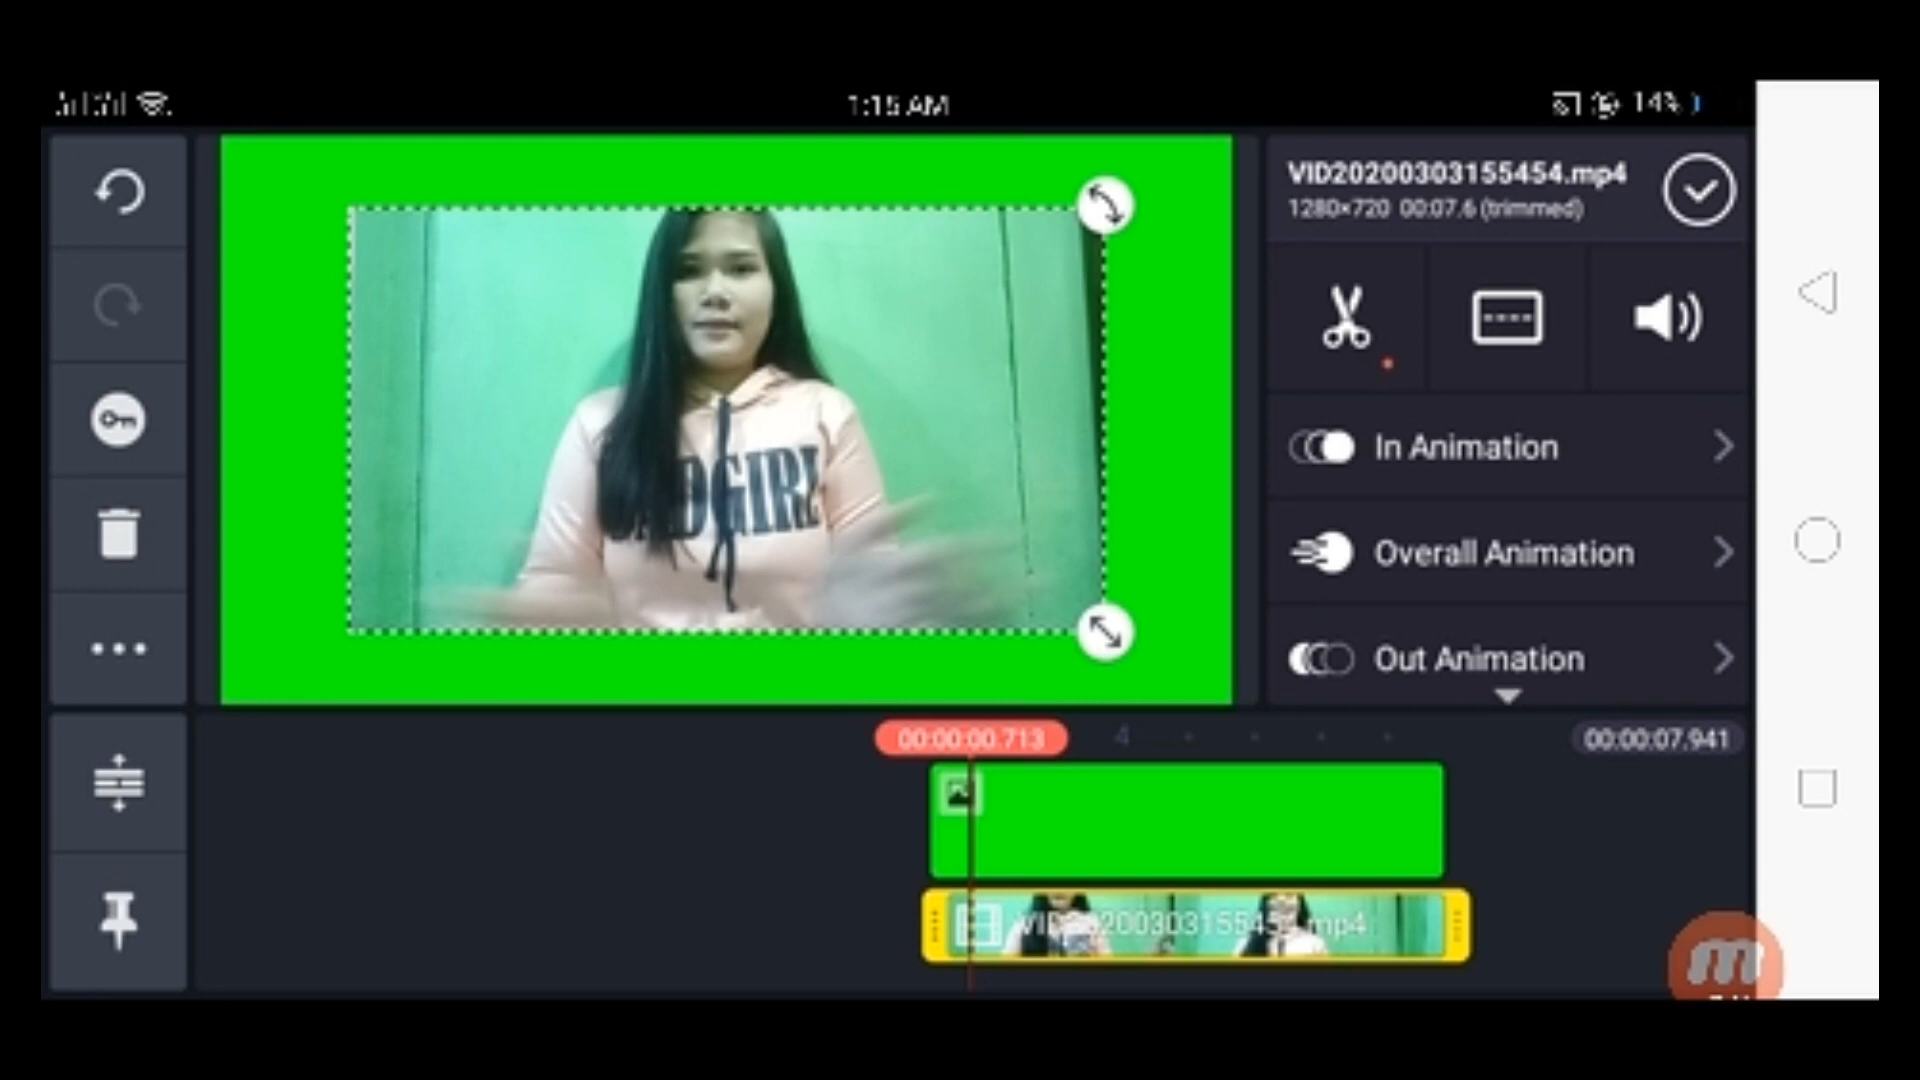 1:15 AM
14%
VID20200303155454.mp4
1280×720 00:07.6 (trimmed)
In Animation
Overall Animation
Out Animation
00:00:00.713
4
00:00:07.941
VID20200303155454.mp4